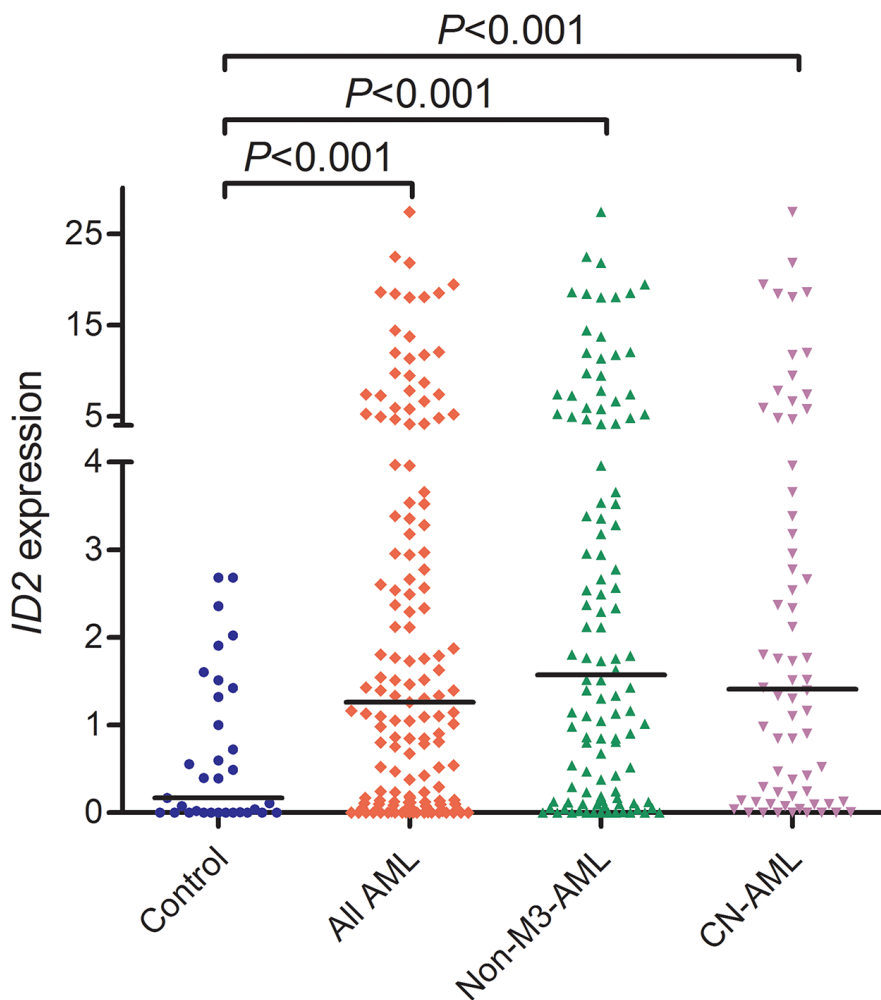 P<0.001
P<0.001
P<0.001
25
15
5
4
3
2
1
0
ID2 expression
Control
All AML
Non-M3-AML
CN-AML